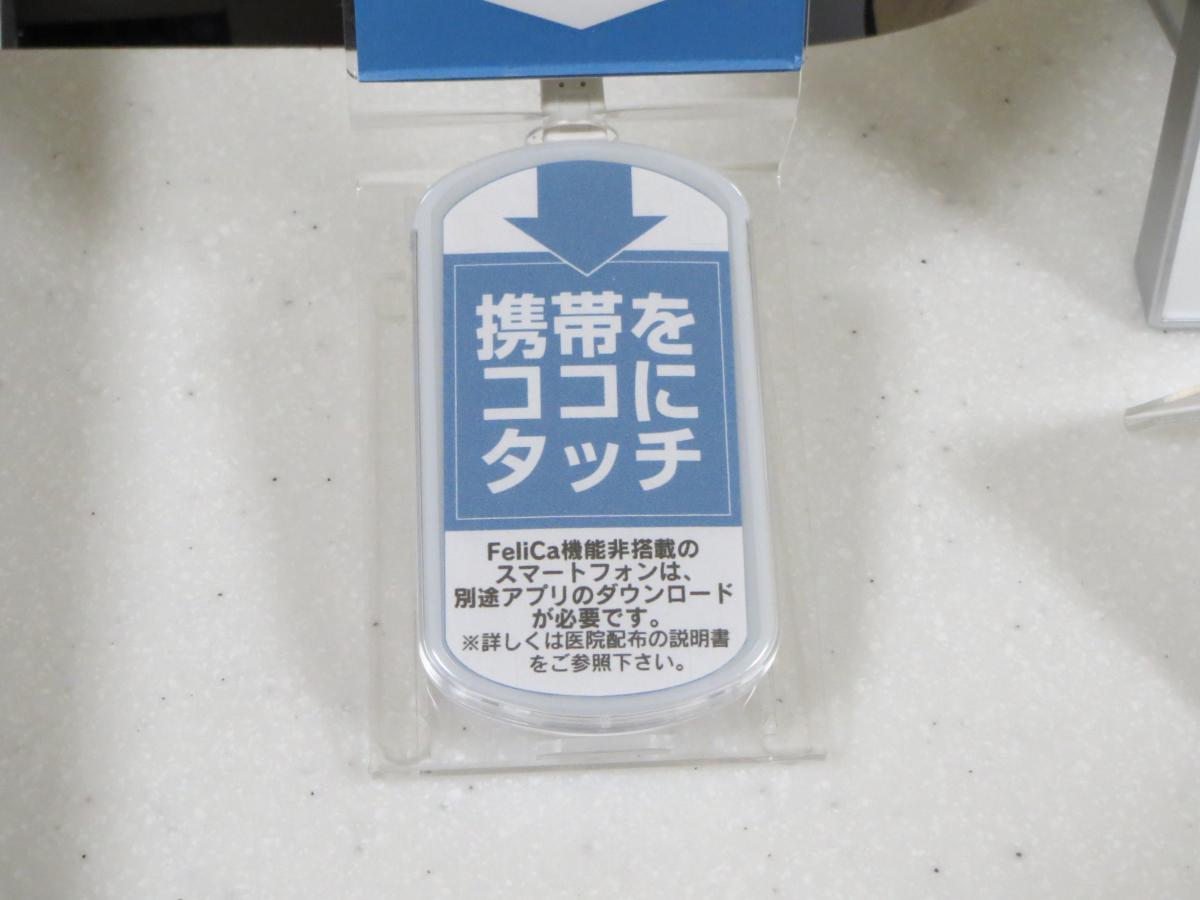 携帯を
ココに
タッチ
FeliCa機能非搭載の
スマートフォンは、
別途アプリのダウンロード
が必要です。
※詳しくは医院配布の説明書
をご参照下さい。